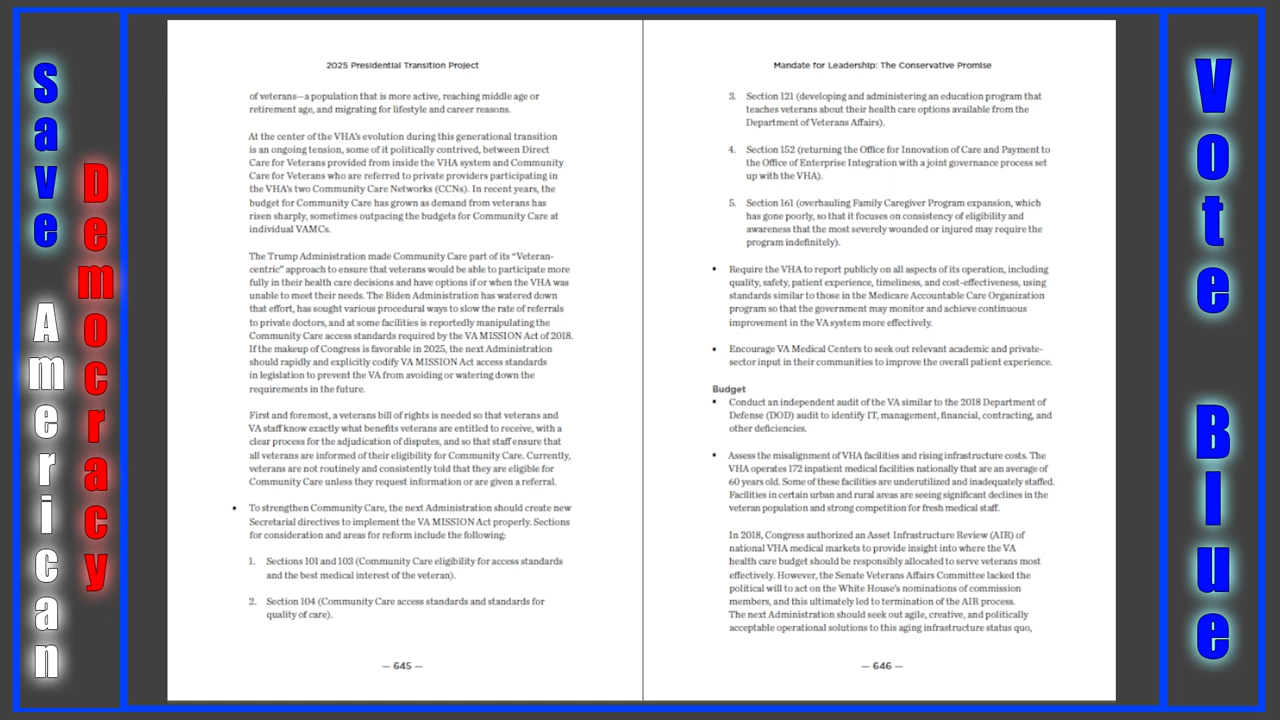 Save
American
Democracy
2025 Presidential Transition Project
of veterans—a population that is more active, reaching middle age or
retirement age, and migrating for lifestyle and career reasons.
At the center of the VHA's evolution during this generational transition
is an ongoing tension, some of it politically contrived, between Direct
Care for Veterans provided from inside the VHA system and Community
Care for Veterans who are referred to private providers participating in
the VHA's two Community Care Networks (CCNs). In recent years, the
budget for Community Care has grown as demand from veterans has
risen sharply, sometimes outpacing the budgets for Community Care at
individual VAMCs.
The Trump Administration made Community Care part of its "Veteran-
centric" approach to ensure that veterans would be able to participate more
fully in their health care decisions and have options if or when the VHA was
unable to meet their needs. The Biden Administration has watered down
that effort, has sought various procedural ways to slow the rate of referrals
to private doctors, and at some facilities is reportedly manipulating the
Community Care access standards required by the VA MISSION Act of 2018.
If the makeup of Congress is favorable in 2025, the next Administration
should rapidly and explicitly codify VA MISSION Act access standards
in legislation to prevent the VA from avoiding or watering down the
requirements in the future.
First and foremost, a veterans bill of rights is needed so that veterans and
VA staff know exactly what benefits veterans are entitled to receive, with a
clear process for the adjudication of disputes, and so that staff ensure that
all veterans are informed of their eligibility for Community Care. Currently,
veterans are not routinely and consistently told that they are eligible for
Community Care unless they request information or are given a referral.
• To strengthen Community Care, the next Administration should create new
Secretarial directives to implement the VA MISSION Act properly. Sections
for consideration and areas for reform include the following:
1. Sections 101 and 103 (Community Care eligibility for access standards
and the best medical interest of the veteran).
2. Section 104 (Community Care access standards and standards for
quality of care).
— 645 —
Mandate for Leadership: The Conservative Promise
3. Section 121 (developing and administering an education program that
teaches veterans about their health care options available from the
Department of Veterans Affairs).
4. Section 152 (returning the Office for Innovation of Care and Payment to
the Office of Enterprise Integration with a joint governance process set
up with the VHA).
5. Section 161 (overhauling Family Caregiver Program expansion, which
has gone poorly, so that it focuses on consistency of eligibility and
awareness that the most severely wounded or injured may require the
program indefinitely).
• Require the VHA to report publicly on all aspects of its operation, including
quality, safety, patient experience, timeliness, and cost-effectiveness, using
standards similar to those in the Medicare Accountable Care Organization
program so that the government may monitor and achieve continuous
improvement in the VA system more effectively.
• Encourage VA Medical Centers to seek out relevant academic and private-
sector input in their communities to improve the overall patient experience.
Budget
• Conduct an independent audit of the VA similar to the 2018 Department of
Defense (DOD) audit to identify IT, management, financial, contracting, and
other deficiencies.
• Assess the misalignment of VHA facilities and rising infrastructure costs. The
VHA operates 172 inpatient medical facilities nationally that are an average of
60 years old. Some of these facilities are underutilized and inadequately staffed.
Facilities in certain urban and rural areas are seeing significant declines in the
veteran population and strong competition for fresh medical staff.
In 2018, Congress authorized an Asset Infrastructure Review (AIR) of
national VHA medical markets to provide insight into where the VA
health care budget should be responsibly allocated to serve veterans most
effectively. However, the Senate Veterans Affairs Committee lacked the
political will to act on the White House's nominations of commission
members, and this ultimately led to termination of the AIR process.
The next Administration should seek out agile, creative, and politically
acceptable operational solutions to this aging infrastructure status quo,
— 646 —
Vote
Blue